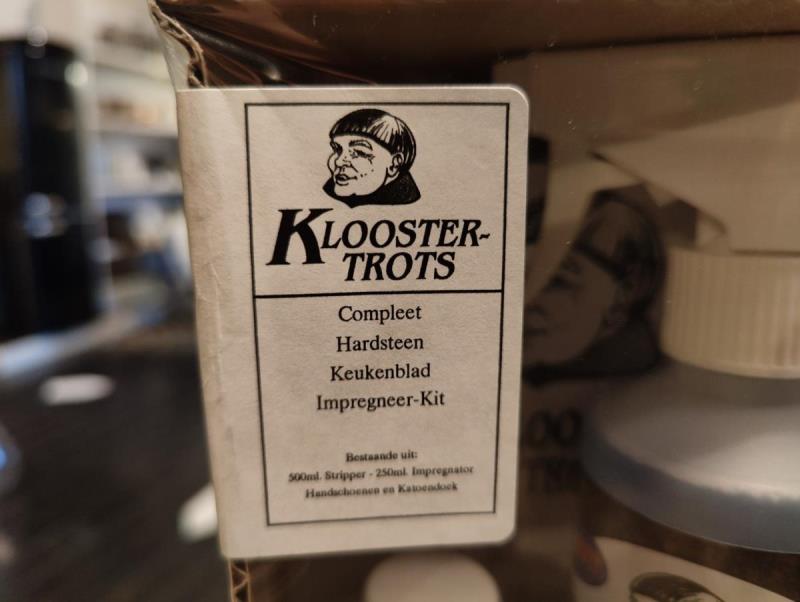 KLOOSTER-
TROTS
Compleet
Hardsteen
Keukenblad
Impregneer-Kit
Bestaande uit:
500ml. Stripper - 250ml. Impregnator
Handschoenen en Katoendoek